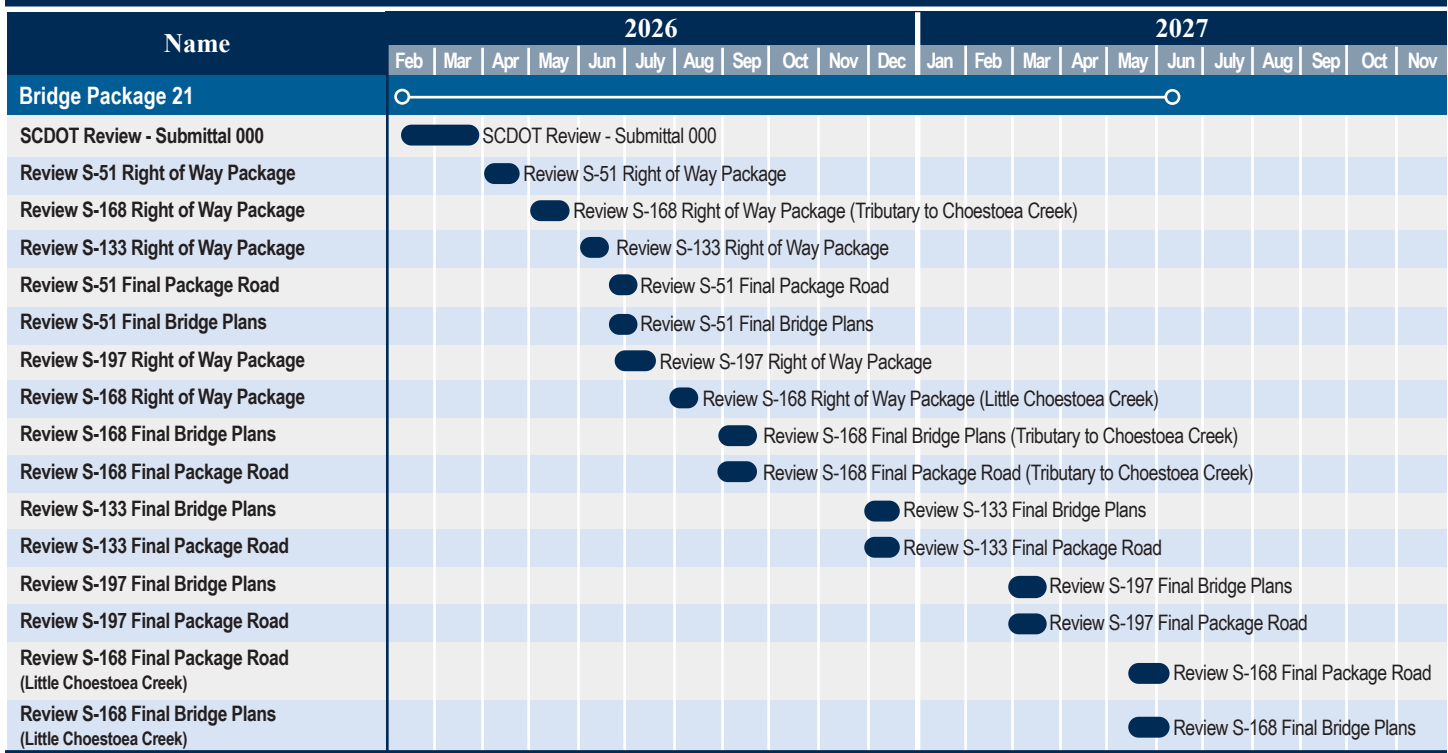 Name
2026
2027
Feb Mar Apr May Jun July Aug Sep Oct Nov Dec Jan Feb Mar Apr May Jun July Aug Sep Oct Nov
Bridge Package 21
SCDOT Review - Submittal 000 SCDOT Review - Submittal 000
Review S-51 Right of Way Package Review S-51 Right of Way Package
Review S-168 Right of Way Package Review S-168 Right of Way Package (Tributary to Choestoea Creek)
Review S-133 Right of Way Package Review S-133 Right of Way Package
Review S-51 Final Package Road Review S-51 Final Package Road
Review S-51 Final Bridge Plans Review S-51 Final Bridge Plans
Review S-197 Right of Way Package Review S-197 Right of Way Package
Review S-168 Right of Way Package Review S-168 Right of Way Package (Little Choestoea Creek)
Review S-168 Final Bridge Plans Review S-168 Final Bridge Plans (Tributary to Choestoea Creek)
Review S-168 Final Package Road Review S-168 Final Package Road (Tributary to Choestoea Creek)
Review S-133 Final Bridge Plans Review S-133 Final Bridge Plans
Review S-133 Final Package Road Review S-133 Final Package Road
Review S-197 Final Bridge Plans Review S-197 Final Bridge Plans
Review S-197 Final Package Road Review S-197 Final Package Road
Review S-168 Final Package Road
(Little Choestoea Creek)
Review S-168 Final Package Road
Review S-168 Final Bridge Plans
(Little Choestoea Creek)
Review S-168 Final Bridge Plans